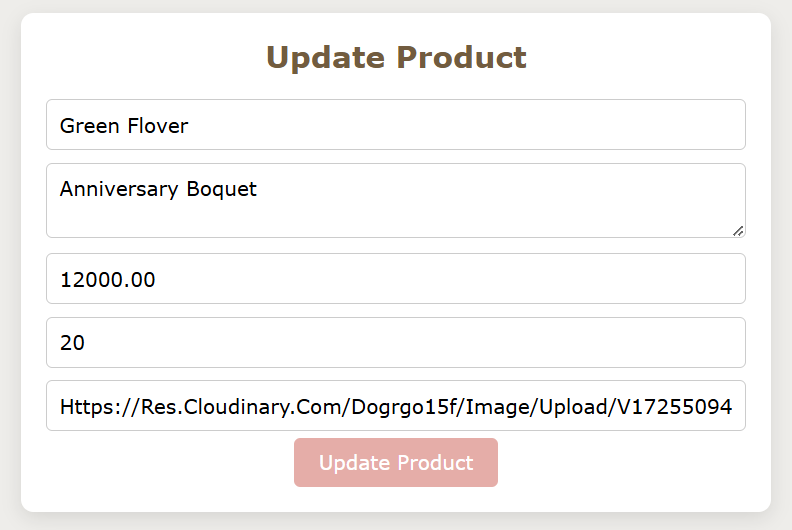 Update Product
Green Flover
Anniversary Boquet
12000.00
20
Https://Res.Cloudinary.Com/Dogrgo15f/Image/Upload/V17255094
Update Product